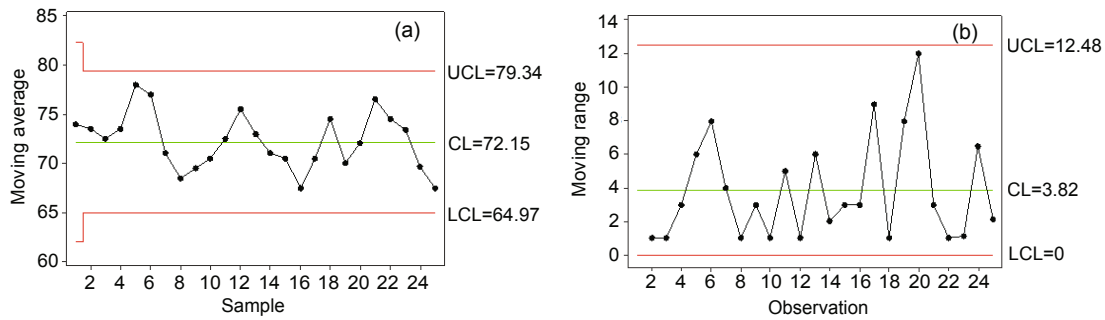 (a)
Moving average
85
80
75
70
65
60
UCL=79.34
CL=72.15
LCL=64.97
2 4 6 8 10 12 14 16 18 20 22 24
Sample
(b)
Moving range
14
12
10
8
6
4
2
0
UCL=12.48
CL=3.82
LCL=0
2 4 6 8 10 12 14 16 18 20 22 24
Observation